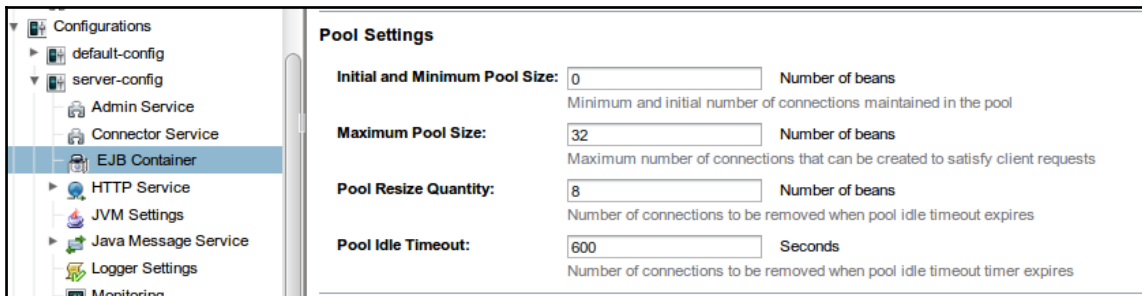 Configurations
default-config
server-config
Admin Service
Connector Service
EJB Container
HTTP Service
JVM Settings
Java Message Service
Logger Settings
Monitoring
Pool Settings
Initial and Minimum Pool Size: 0 Number of beans
Minimum and initial number of connections maintained in the pool
Maximum Pool Size: 32 Number of beans
Maximum number of connections that can be created to satisfy client requests
Pool Resize Quantity: 8 Number of beans
Number of connections to be removed when pool idle timeout expires
Pool Idle Timeout: 600 Seconds
Number of connections to be removed when pool idle timeout timer expires